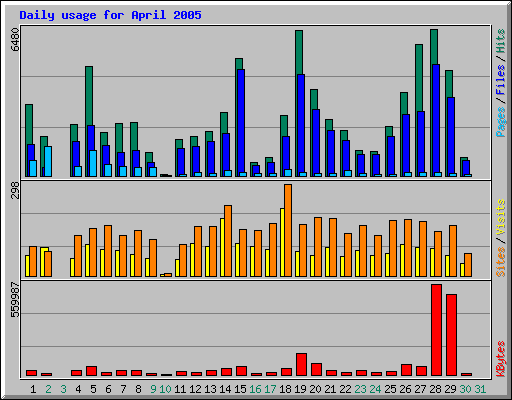 Daily usage for April 2005
6480
Pages / Files / Hits
298
Sites / Visits
559987
KBytes
1 2 3 4 5 6 7 8 9 10 11 12 13 14 15 16 17 18 19 20 21 22 23 24 25 26 27 28 29 30 31